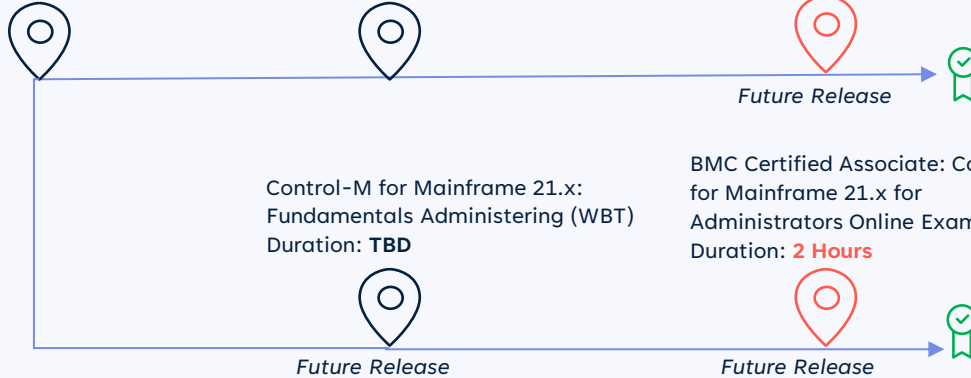 Future Release
Control-M for Mainframe 21.x:
Fundamentals Administering (WBT)
Duration: TBD
BMC Certified Associate:
for Mainframe 21.x for
Administrators Online Exam
Duration: 2 Hours
Future Release
Future Release